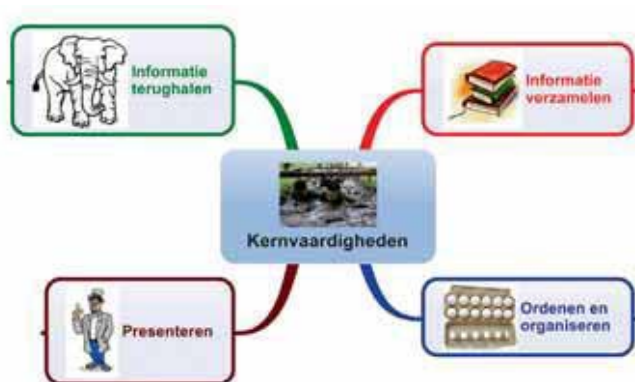 Informatie
terughalen
Informatie
verzamelen
Kernvaardigheden
Presenteren
Ordenen en
organiseren